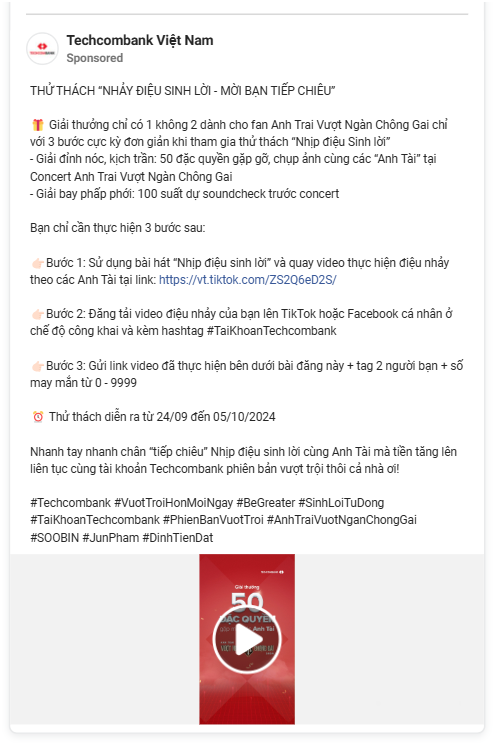 Techcombank Việt Nam
Sponsored
THỬ THÁCH “NHẢY ĐIỆU SINH LỜI - MỜI BẠN TIẾP CHIÊU”
🎁 Giải thưởng chỉ có 1 không 2 dành cho fan Anh Trai Vượt Ngàn Chông Gai chỉ
với 3 bước cực kỳ đơn giản khi tham gia thử thách “Nhịp điệu Sinh lời”
- Giải đỉnh nóc, kịch trần: 50 đặc quyền gặp gỡ, chụp ảnh cùng các “Anh Tài” tại
Concert Anh Trai Vượt Ngàn Chông Gai
- Giải bay phấp phới: 100 suất dự soundcheck trước concert
Bạn chỉ cần thực hiện 3 bước sau:
👉🏻Bước 1: Sử dụng bài hát “Nhịp điệu sinh lời” và quay video thực hiện điệu nhảy
theo các Anh Tài tại link: https://vt.tiktok.com/ZS2Q6eD2S/
👉🏻Bước 2: Đăng tải video điệu nhảy của bạn lên TikTok hoặc Facebook cá nhân ở
chế độ công khai và kèm hashtag #TaiKhoanTechcombank
👉🏻Bước 3: Gửi link video đã thực hiện bên dưới bài đăng này + tag 2 người bạn + số
may mắn từ 0 - 9999
⏰ Thử thách diễn ra từ 24/09 đến 05/10/2024
Nhanh tay nhanh chân “tiếp chiêu” Nhịp điệu sinh lời cùng Anh Tài mà tiền tăng lên
liên tục cùng tài khoản Techcombank phiên bản vượt trội thôi cả nhà ơi!
#Techcombank #VuotTroiHonMoiNgay #BeGreater #SinhLoiTuDong
#TaiKhoanTechcombank #PhienBanVuotTroi #AnhTraiVuotNganChongGai
#SOOBIN #JunPham #DinhTienDat
TECHCOMBANK
Giải thưởng
50
ĐẶC QUYỀN
Anh Tài